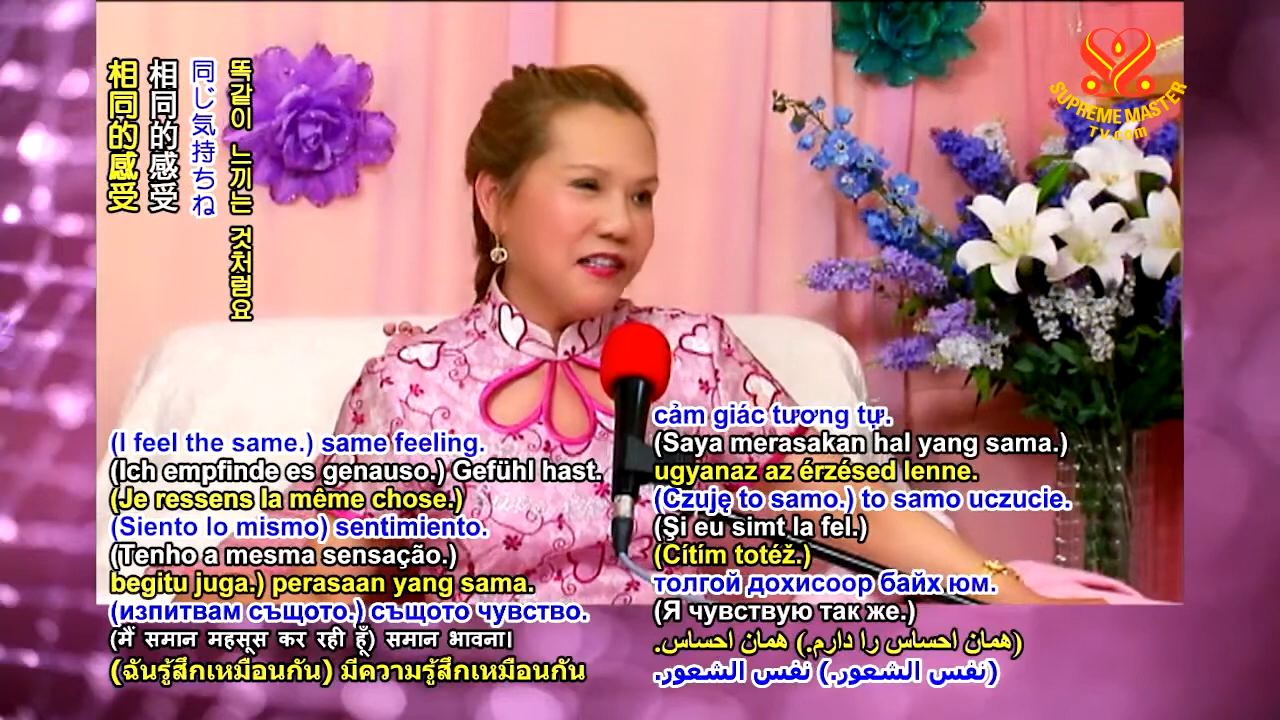 相同的感受
相同的感受
同じ気持ちね
똑같이 느끼는 것처럼요
SUPREME MASTER
TV.com
(I feel the same.) same feeling.
(Ich empfinde es genauso.) Gefühl hast.
(Je ressens la même chose.)
(Siento lo mismo) sentimiento.
(Tenho a mesma sensação.)
begitu juga.) perasaan yang sama.
(изпитвам същото.) същото чувство.
(मैं समान महसूस कर रही हूँ) समान भावना।
(ฉันรู้สึกเหมือนกัน) มีความรู้สึกเหมือนกัน
cảm giác tương tự.
(Saya merasakan hal yang sama.)
ugyanaz az érzésed lenne.
(Czuję to samo.) to samo uczucie.
(Şi eu simt la fel.)
(Cítím totéž.)
толгой дохисоор байх юм.
(Я чувствую так же.)
(همان احساس را دارم.) همان احساس.
(نفس الشعور.) نفس الشعور.